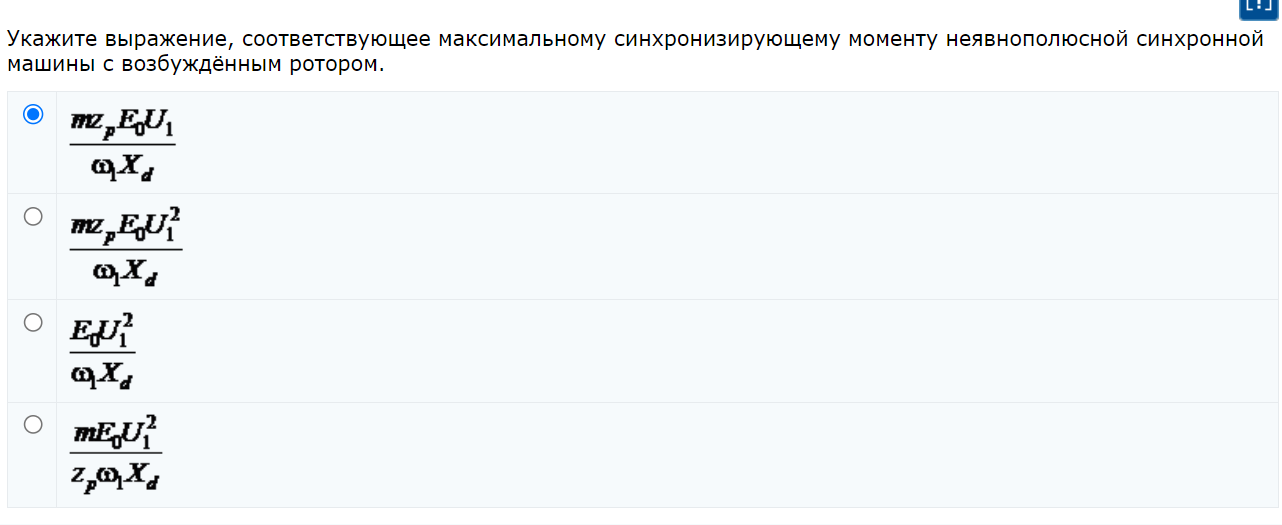 [!]
Укажите выражение, соответствующее максимальному синхронизирующему моменту неявнополюсной синхронной
машины с возбуждённым ротором.
mz_pE_0U_1
ω_1X_d
mz_pE_0U_1^2
ω_1X_d
E_0U_1^2
ω_1X_d
mE_0U_1^2
z_pω_1X_d